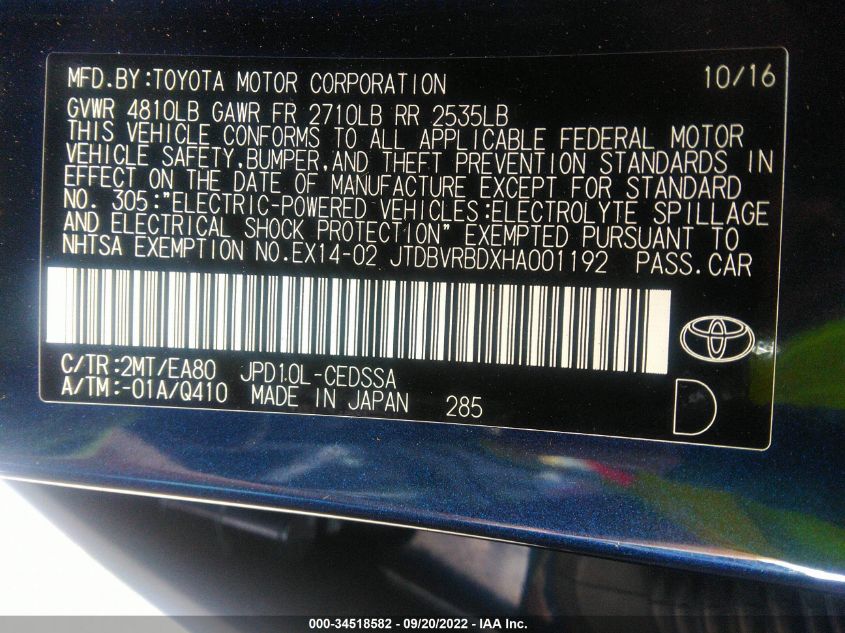 MFD.BY:TOYOTA MOTOR CORPORATION 10/16
GVWR 4810LB GAWR FR 2710LB RR 2535LB
THIS VEHICLE CONFORMS TO ALL APPLICABLE FEDERAL MOTOR
VEHICLE SAFETY,BUMPER,AND THEFT PREVENTION STANDARDS IN
EFFECT ON THE DATE OF MANUFACTURE EXCEPT FOR STANDARD
NO. 305:"ELECTRIC-POWERED VEHICLES:ELECTROLYTE SPILLAGE
AND ELECTRICAL SHOCK PROTECTION" EXEMPTED PURSUANT TO
NHTSA EXEMPTION NO.EX14-02 JTDBVRBDXHA001192 PASS.CAR
C/TR:2MT/EA80 JPD10L-CEDSSA
A/TM:-01A/Q410 MADE IN JAPAN 285
D
000-34518582 - 09/20/2022 - IAA Inc.